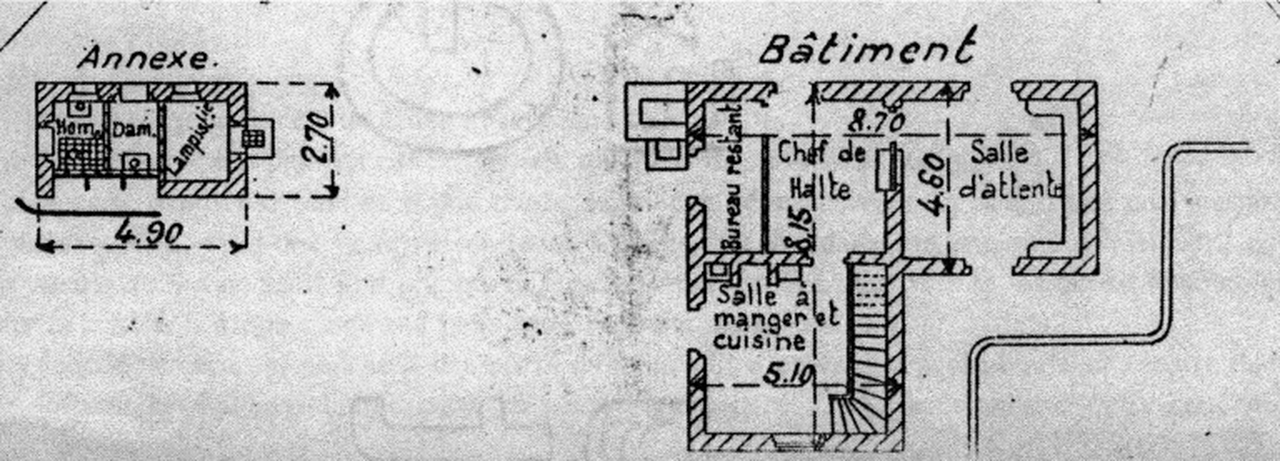 Annexe.
Hom.
Dam.
Lampisterie
2.70
4.90
Bâtiment
Bureau restant
8.70
Chef de
Halte
8.15
4.60
Salle
d'attente
Salle à
manger et
cuisine
5.10